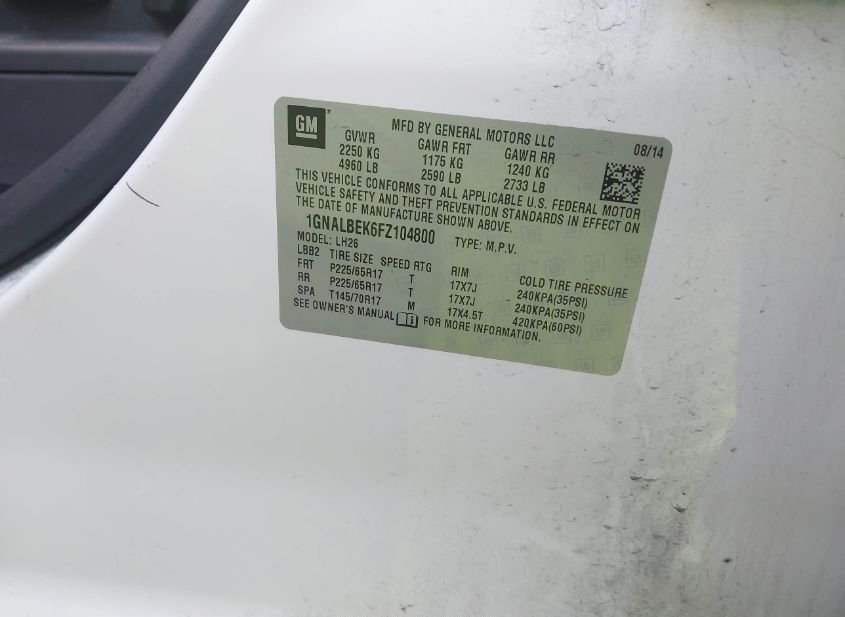 GM
MFD BY GENERAL MOTORS LLC 08/14
GVWR GAWR FRT GAWR RR
2250 KG 1175 KG 1240 KG
4960 LB 2590 LB 2733 LB
THIS VEHICLE CONFORMS TO ALL APPLICABLE U.S. FEDERAL MOTOR
VEHICLE SAFETY AND THEFT PREVENTION STANDARDS IN EFFECT ON
THE DATE OF MANUFACTURE SHOWN ABOVE.
1GNALBEK6FZ104800 TYPE: M.P.V.
MODEL: LH26
LBB2 TIRE SIZE SPEED RTG RIM COLD TIRE PRESSURE
FRT P225/65R17 T 17X7J 240KPA(35PSI)
RR P225/65R17 T 17X7J 240KPA(35PSI)
SPA T145/70R17 M 17X4.5T 420KPA(60PSI)
SEE OWNER'S MANUAL FOR MORE INFORMATION.